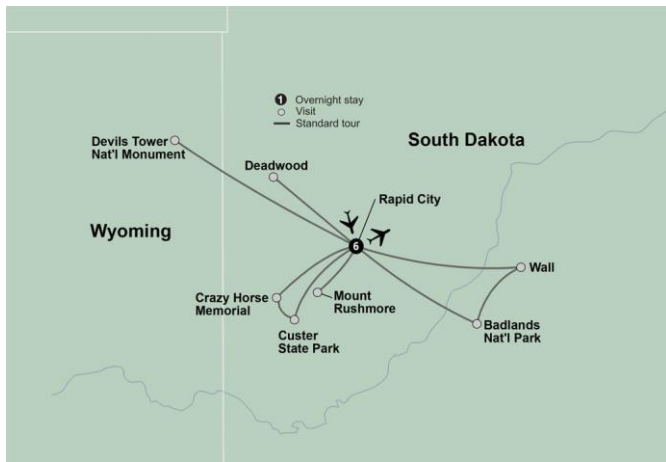 1 Overnight stay
Visit
Standard tour
South Dakota
Devils Tower
Nat'l Monument
Deadwood
Rapid City
Wyoming
6
Wall
Crazy Horse
Memorial
Mount
Rushmore
Custer
State Park
Badlands
Nat'l Park